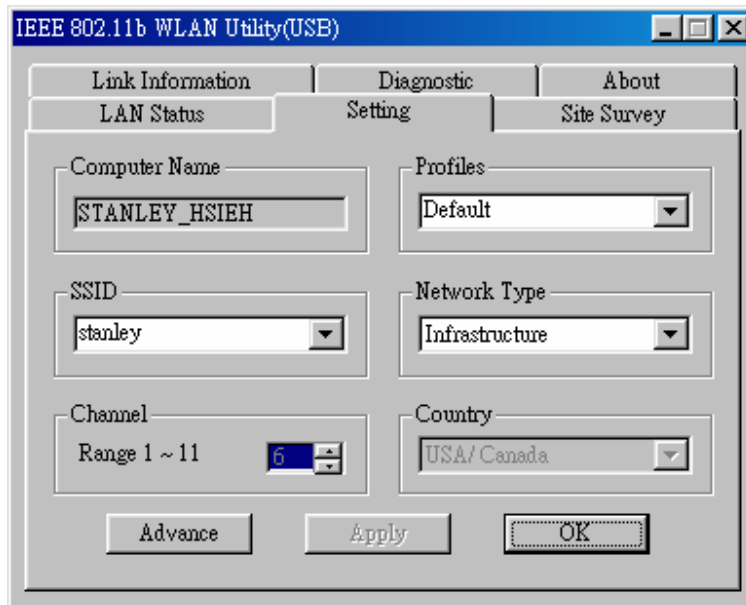 IEEE 802.11b WLAN Utility(USB)
Link Information
Diagnostic
About
LAN Status
Setting
Site Survey
Computer Name
STANLEY_HSIEH
Profiles
Default
SSID
stanley
Network Type
Infrastructure
Channel
Range 1 ~ 11
6
Country
USA/ Canada
Advance
Apply
OK